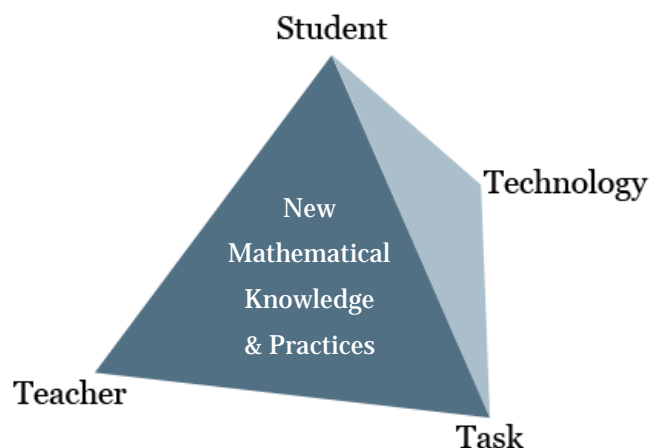 Student
Technology
New
Mathematical
Knowledge
& Practices
Teacher
Task